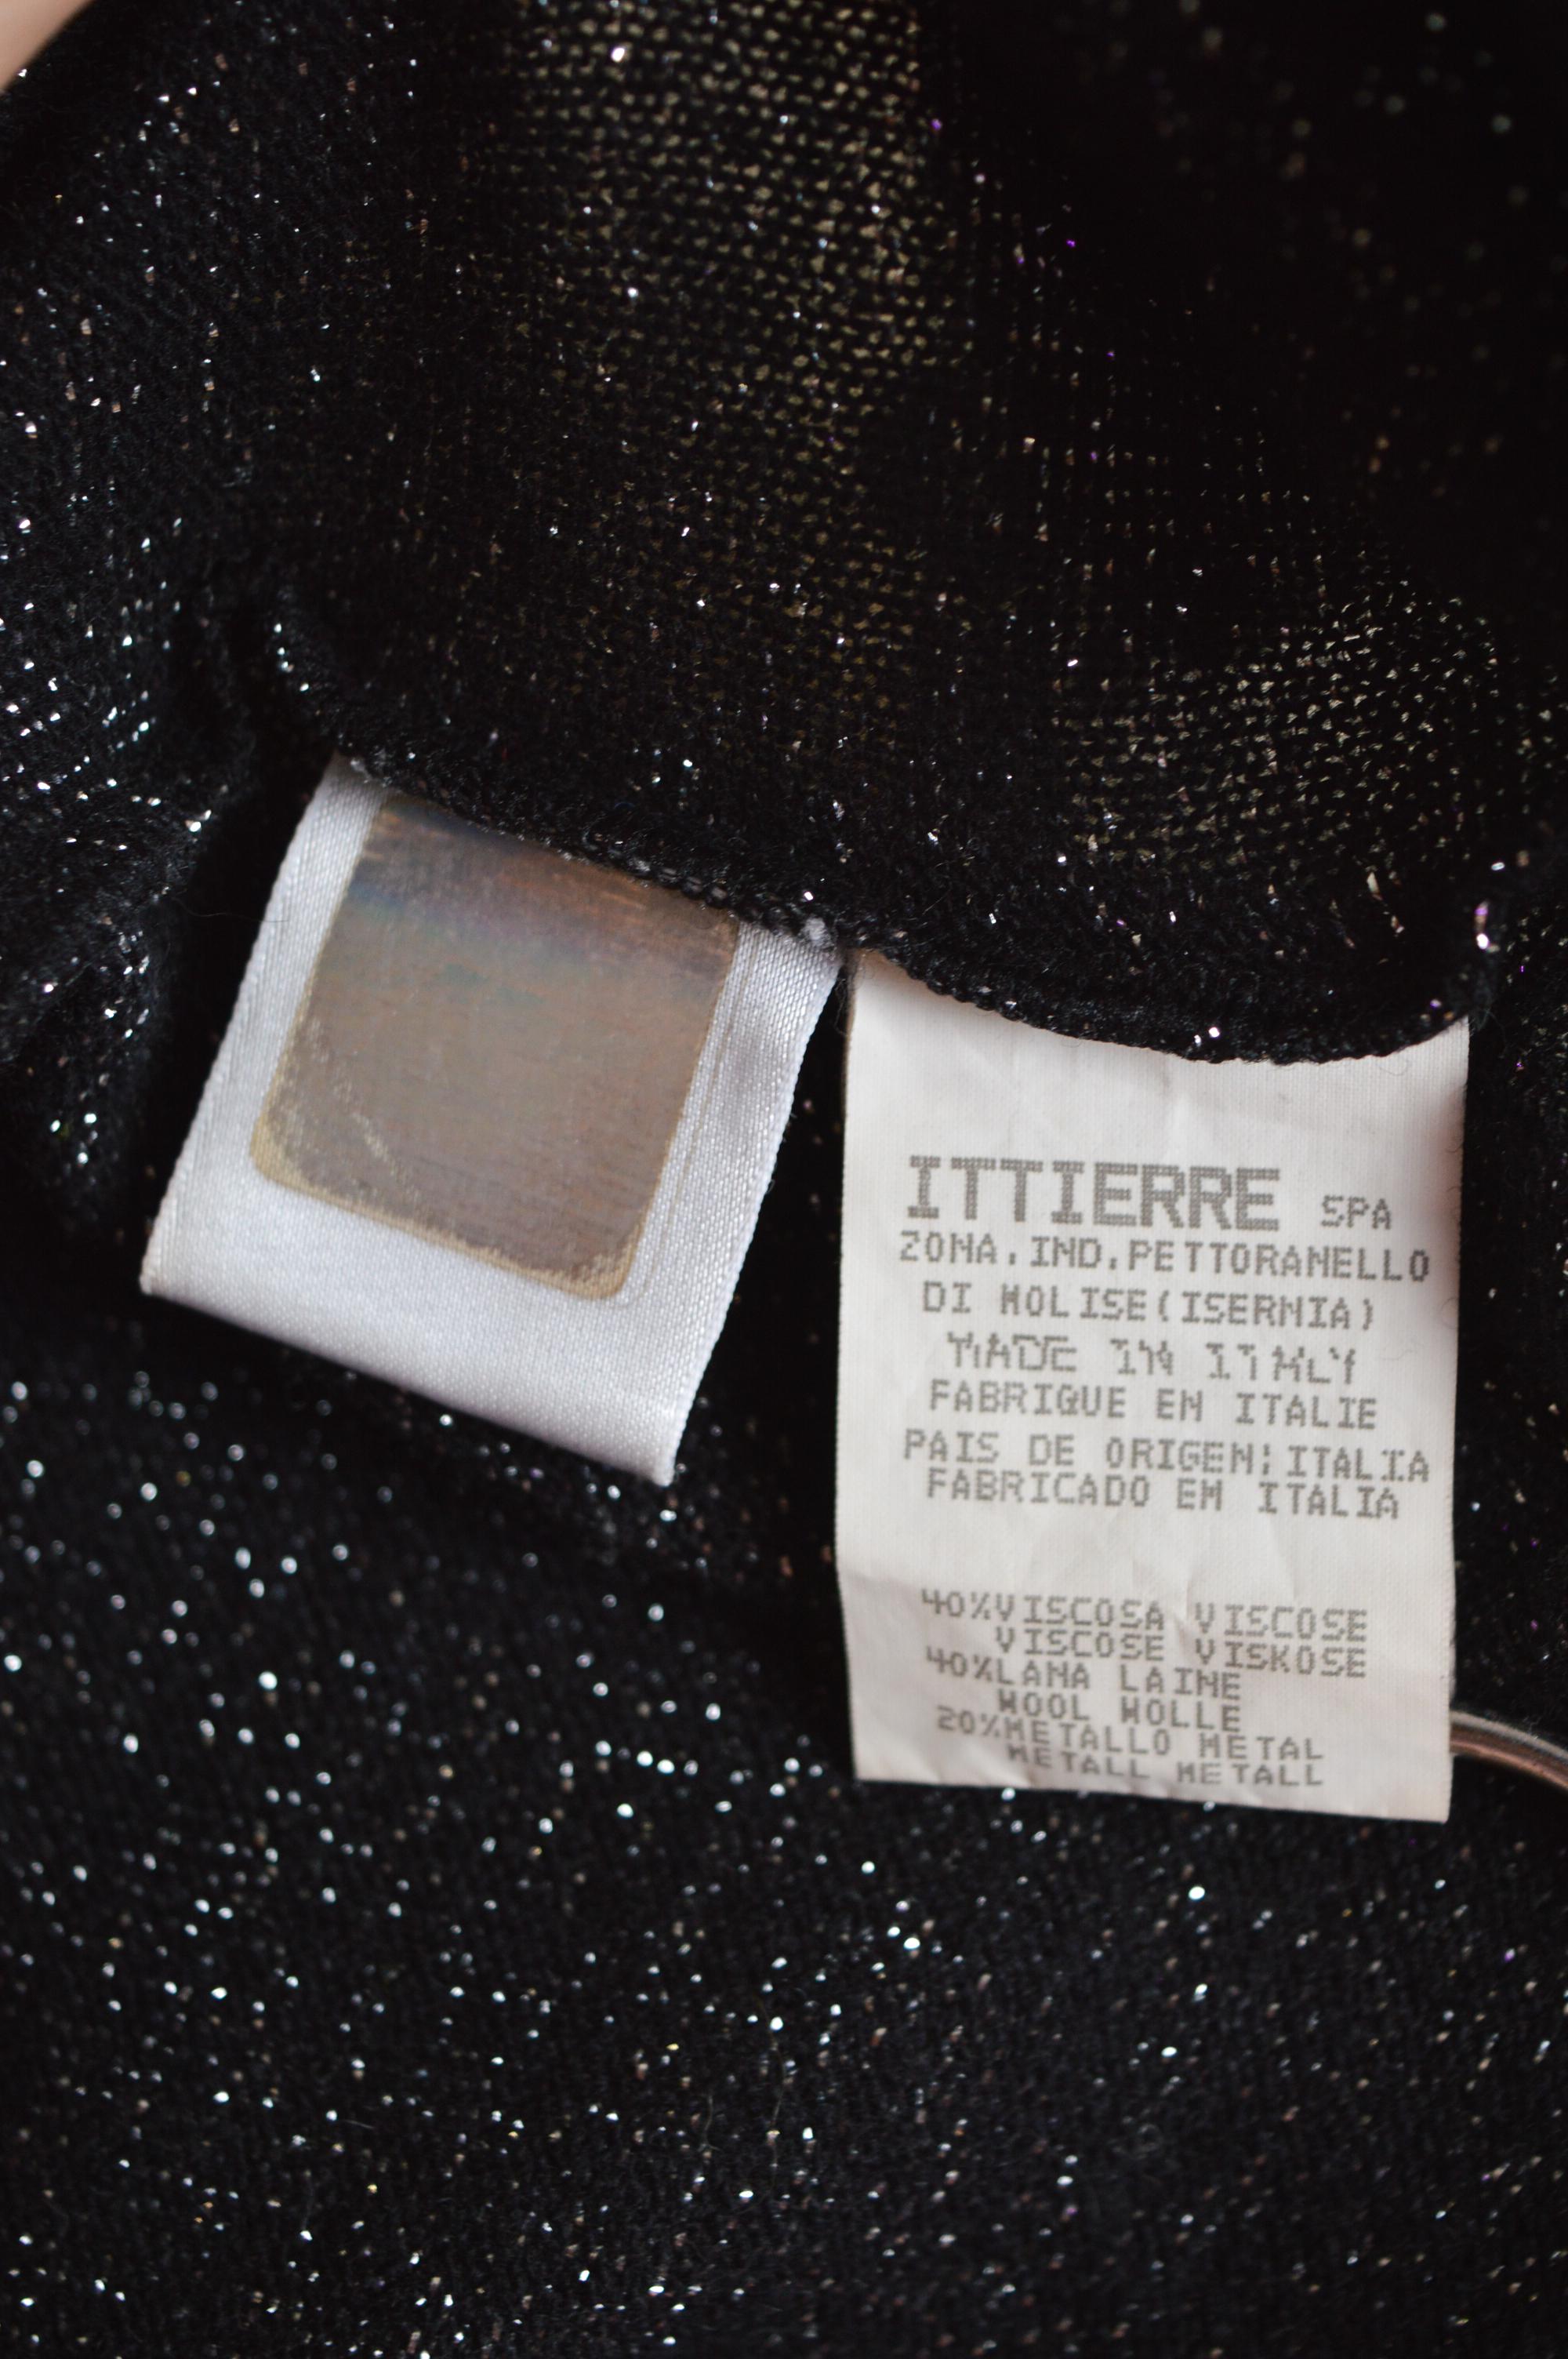 ITTIERRE SPA
ZONA.IND.PETTORANELLO
DI MOLISE(ISERNIA)
MADE IN ITALY
FABRIQUE EN ITALIE
PAIS DE ORIGEN:ITALIA
FABRICADO EM ITALIA
40%VISCOSA VISCOSE
VISCOSE VISKOSE
40%LANA LAINE
WOOL WOLLE
20%METALLO METAL
METALL METALL